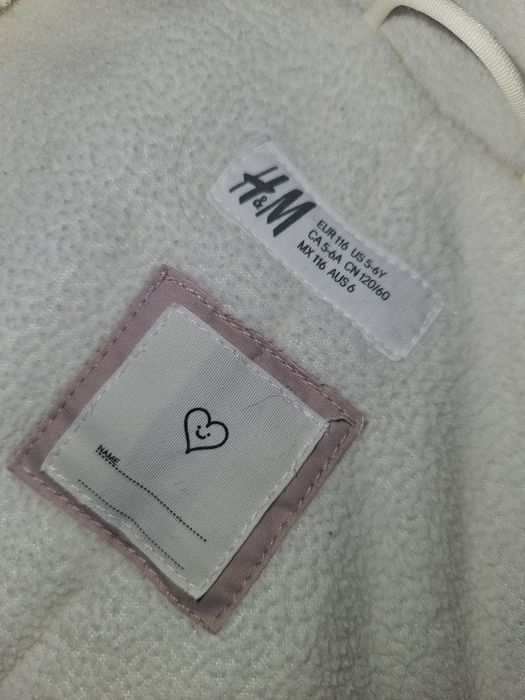 H&M
EUR 116 US 5-6Y
CA 5-6A CN 120/60
MX 116 AUS 6
NAME